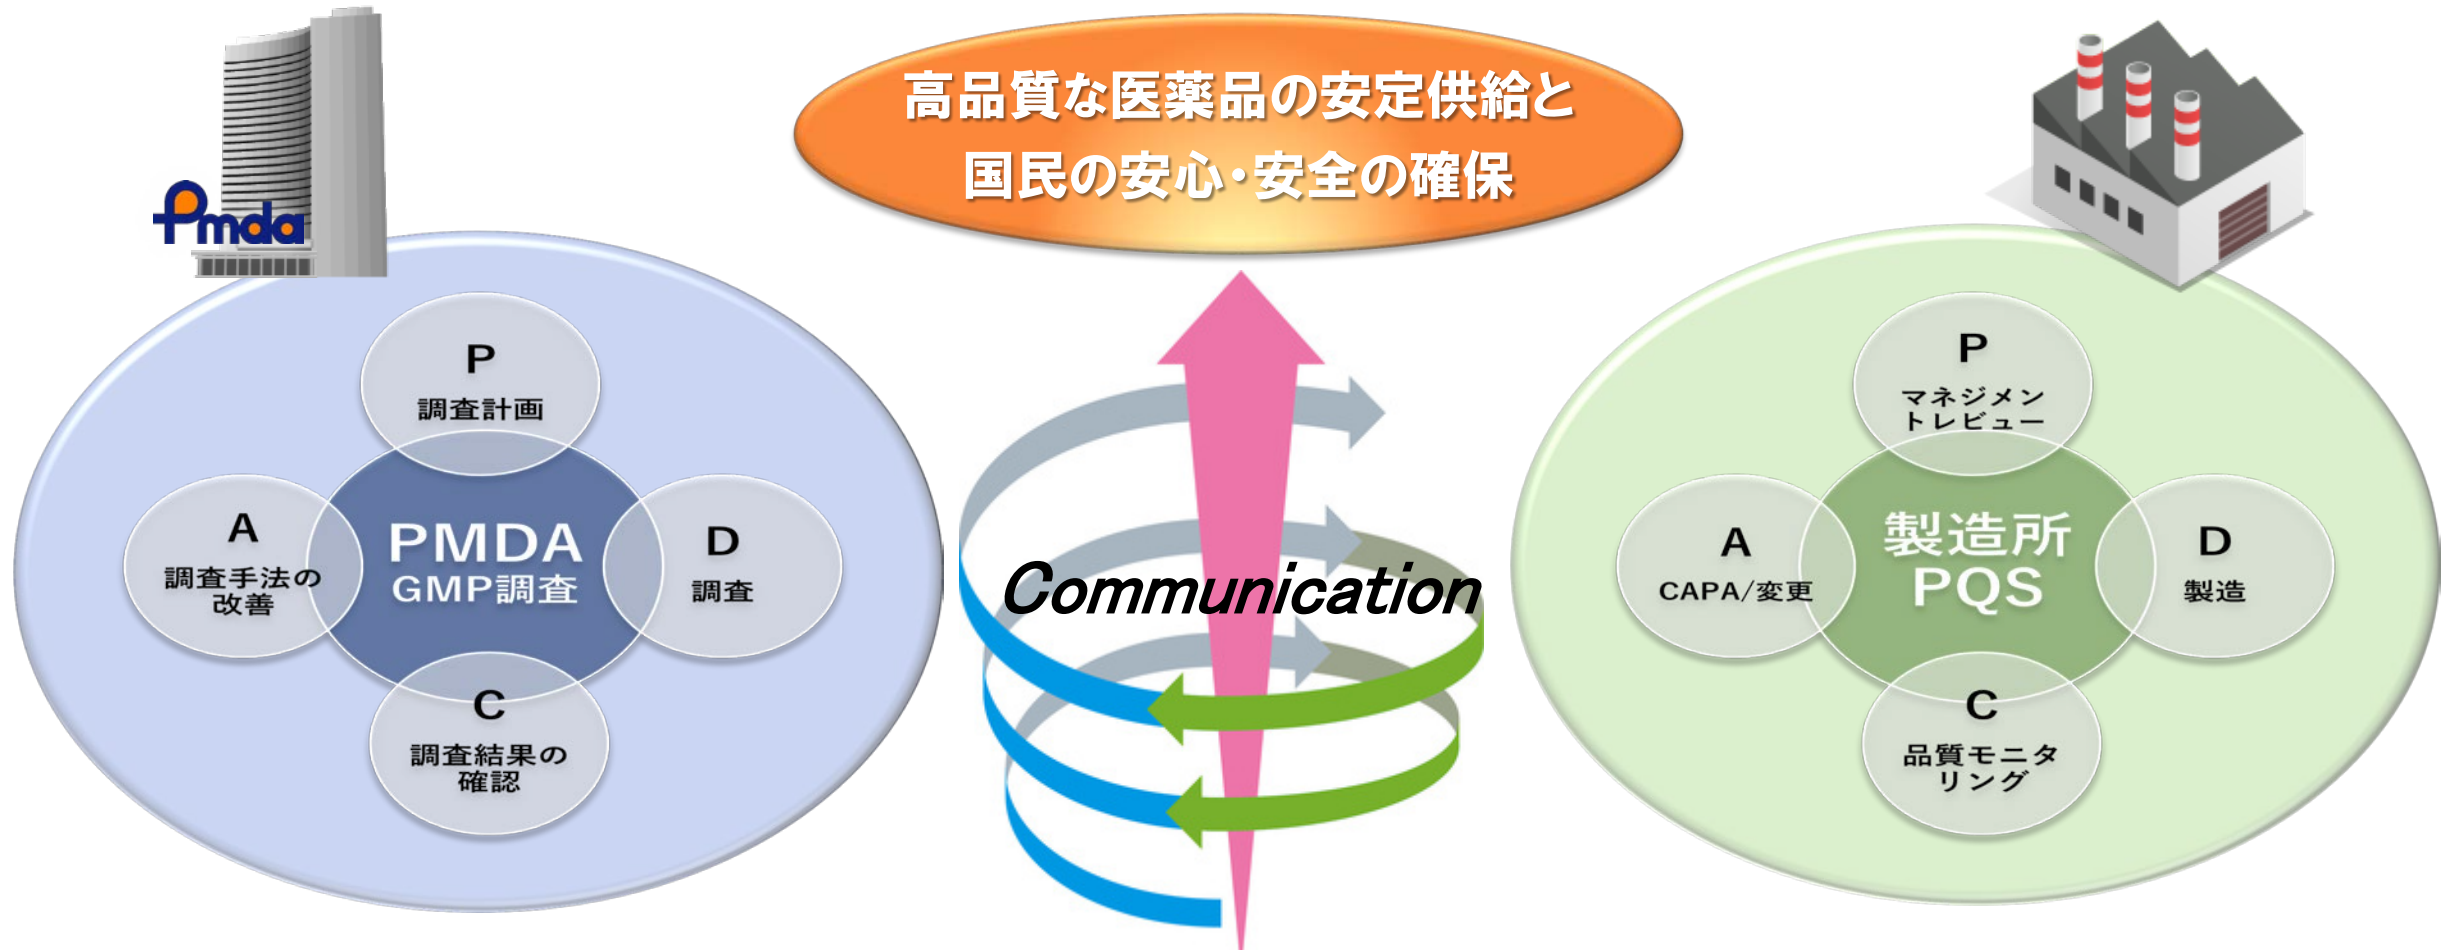 高品質な医薬品の安定供給と
国民の安心・安全の確保
Pmda
P
調査計画
A
調査手法の
改善
PMDA
GMP調査
D
調査
C
調査結果の
確認
Communication
P
マネジメン
トレビュー
A
CAPA/変更
製造所
PQS
D
製造
C
品質モニタ
リング